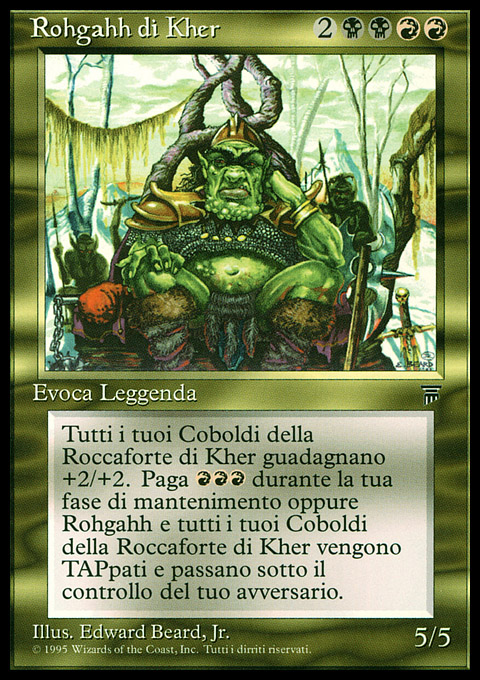 Rohgahh di Kher 2
Evoca Leggenda
Tutti i tuoi Coboldi della
Roccaforte di Kher guadagnano
+2/+2. Paga durante la tua
fase di mantenimento oppure
Rohgahh e tutti i tuoi Coboldi
della Roccaforte di Kher vengono
TAPpati e passano sotto il
controllo del tuo avversario.
Illus. Edward Beard, Jr.
5/5
© 1995 Wizards of the Coast, Inc. Tutti i diritti riservati.